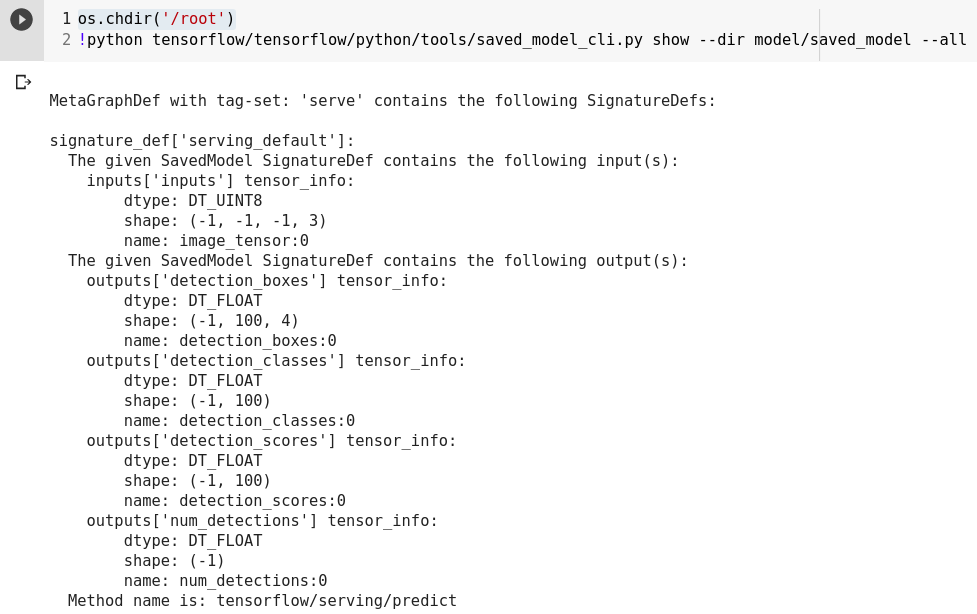 1 os.chdir('/root')
2 !python tensorflow/tensorflow/python/tools/saved_model_cli.py show --dir model/saved_model --all
MetaGraphDef with tag-set: 'serve' contains the following SignatureDefs:
signature_def['serving_default']:
  The given SavedModel SignatureDef contains the following input(s):
    inputs['inputs'] tensor_info:
        dtype: DT_UINT8
        shape: (-1, -1, -1, 3)
        name: image_tensor:0
  The given SavedModel SignatureDef contains the following output(s):
    outputs['detection_boxes'] tensor_info:
        dtype: DT_FLOAT
        shape: (-1, 100, 4)
        name: detection_boxes:0
    outputs['detection_classes'] tensor_info:
        dtype: DT_FLOAT
        shape: (-1, 100)
        name: detection_classes:0
    outputs['detection_scores'] tensor_info:
        dtype: DT_FLOAT
        shape: (-1, 100)
        name: detection_scores:0
    outputs['num_detections'] tensor_info:
        dtype: DT_FLOAT
        shape: (-1)
        name: num_detections:0
  Method name is: tensorflow/serving/predict